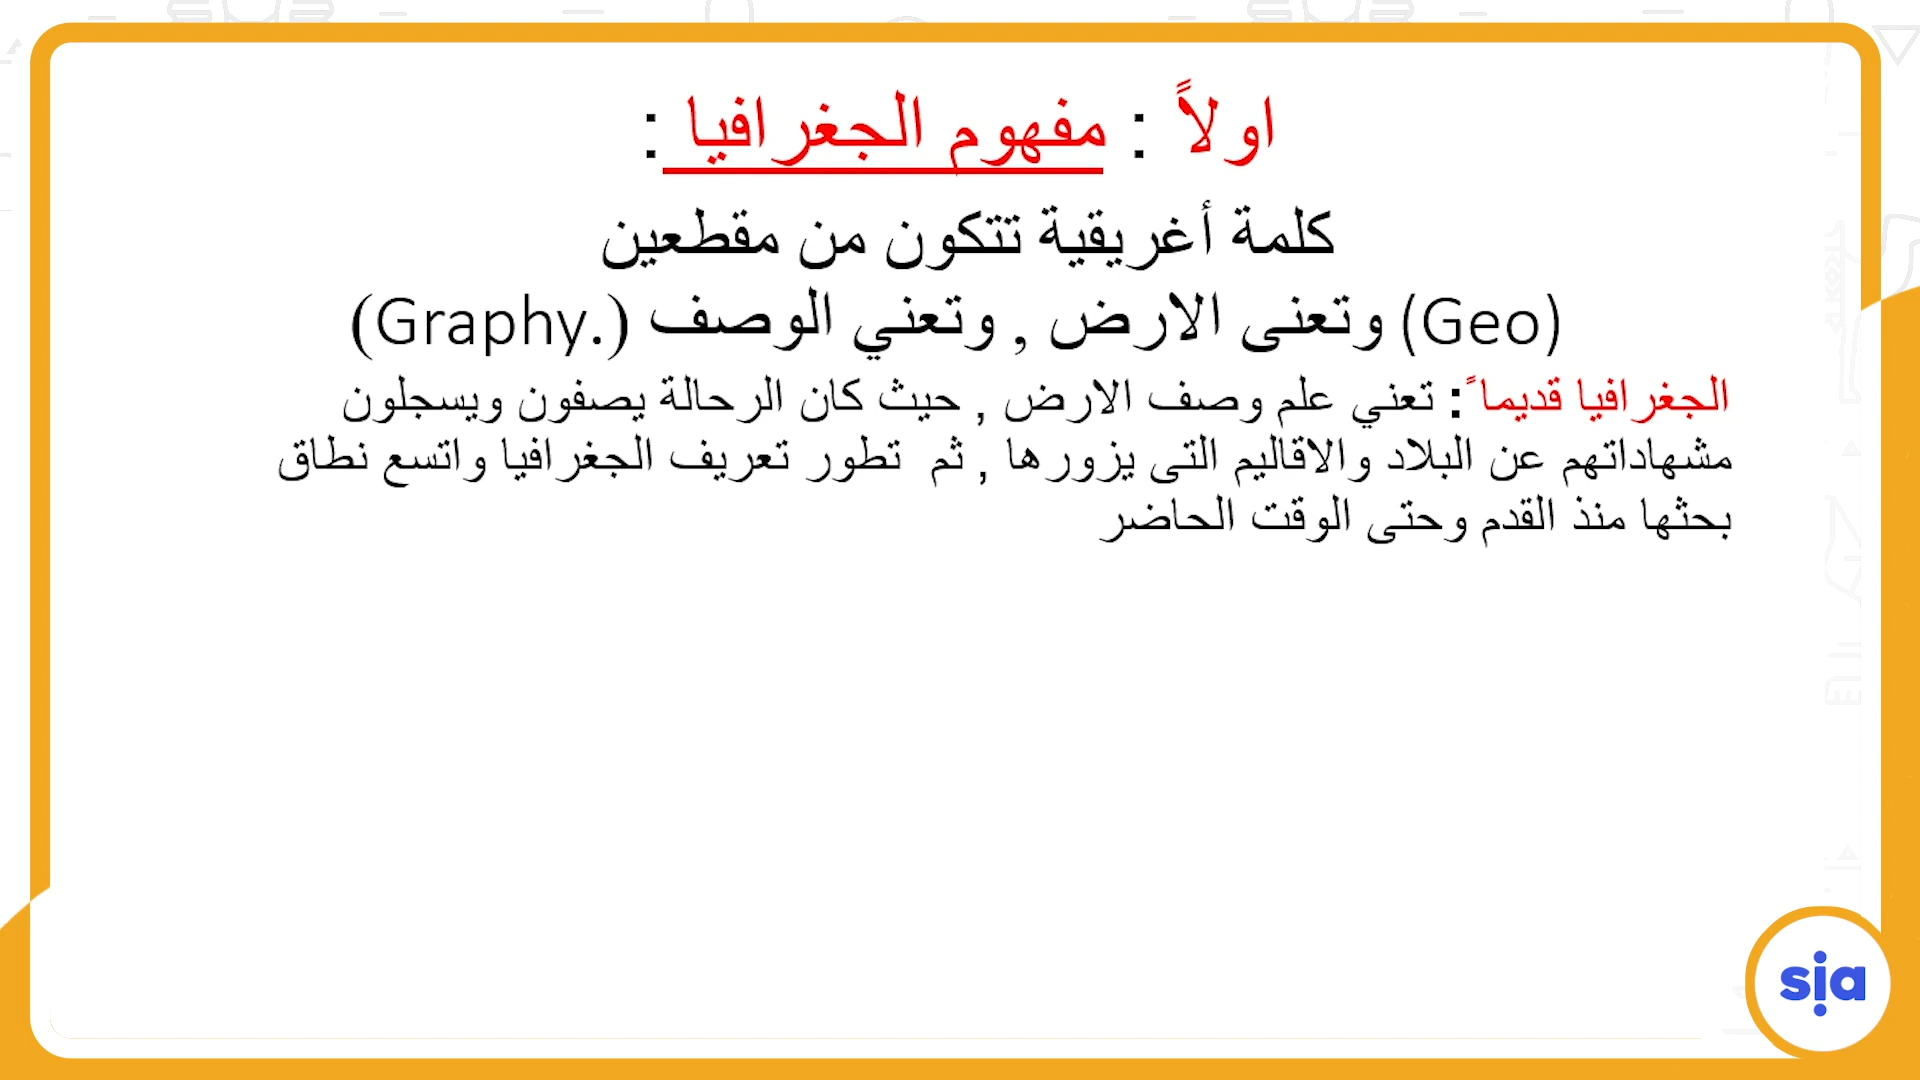 اولاً : مفهوم الجغرافيا :
كلمة أغريقية تتكون من مقطعين
(Geo) وتعنى الارض , وتعني الوصف (.Graphy)
الجغرافيا قديما ً: تعني علم وصف الارض , حيث كان الرحالة يصفون ويسجلون
مشهاداتهم عن البلاد والاقاليم التى يزورها , ثم تطور تعريف الجغرافيا واتسع نطاق
بحثها منذ القدم وحتى الوقت الحاضر
sia